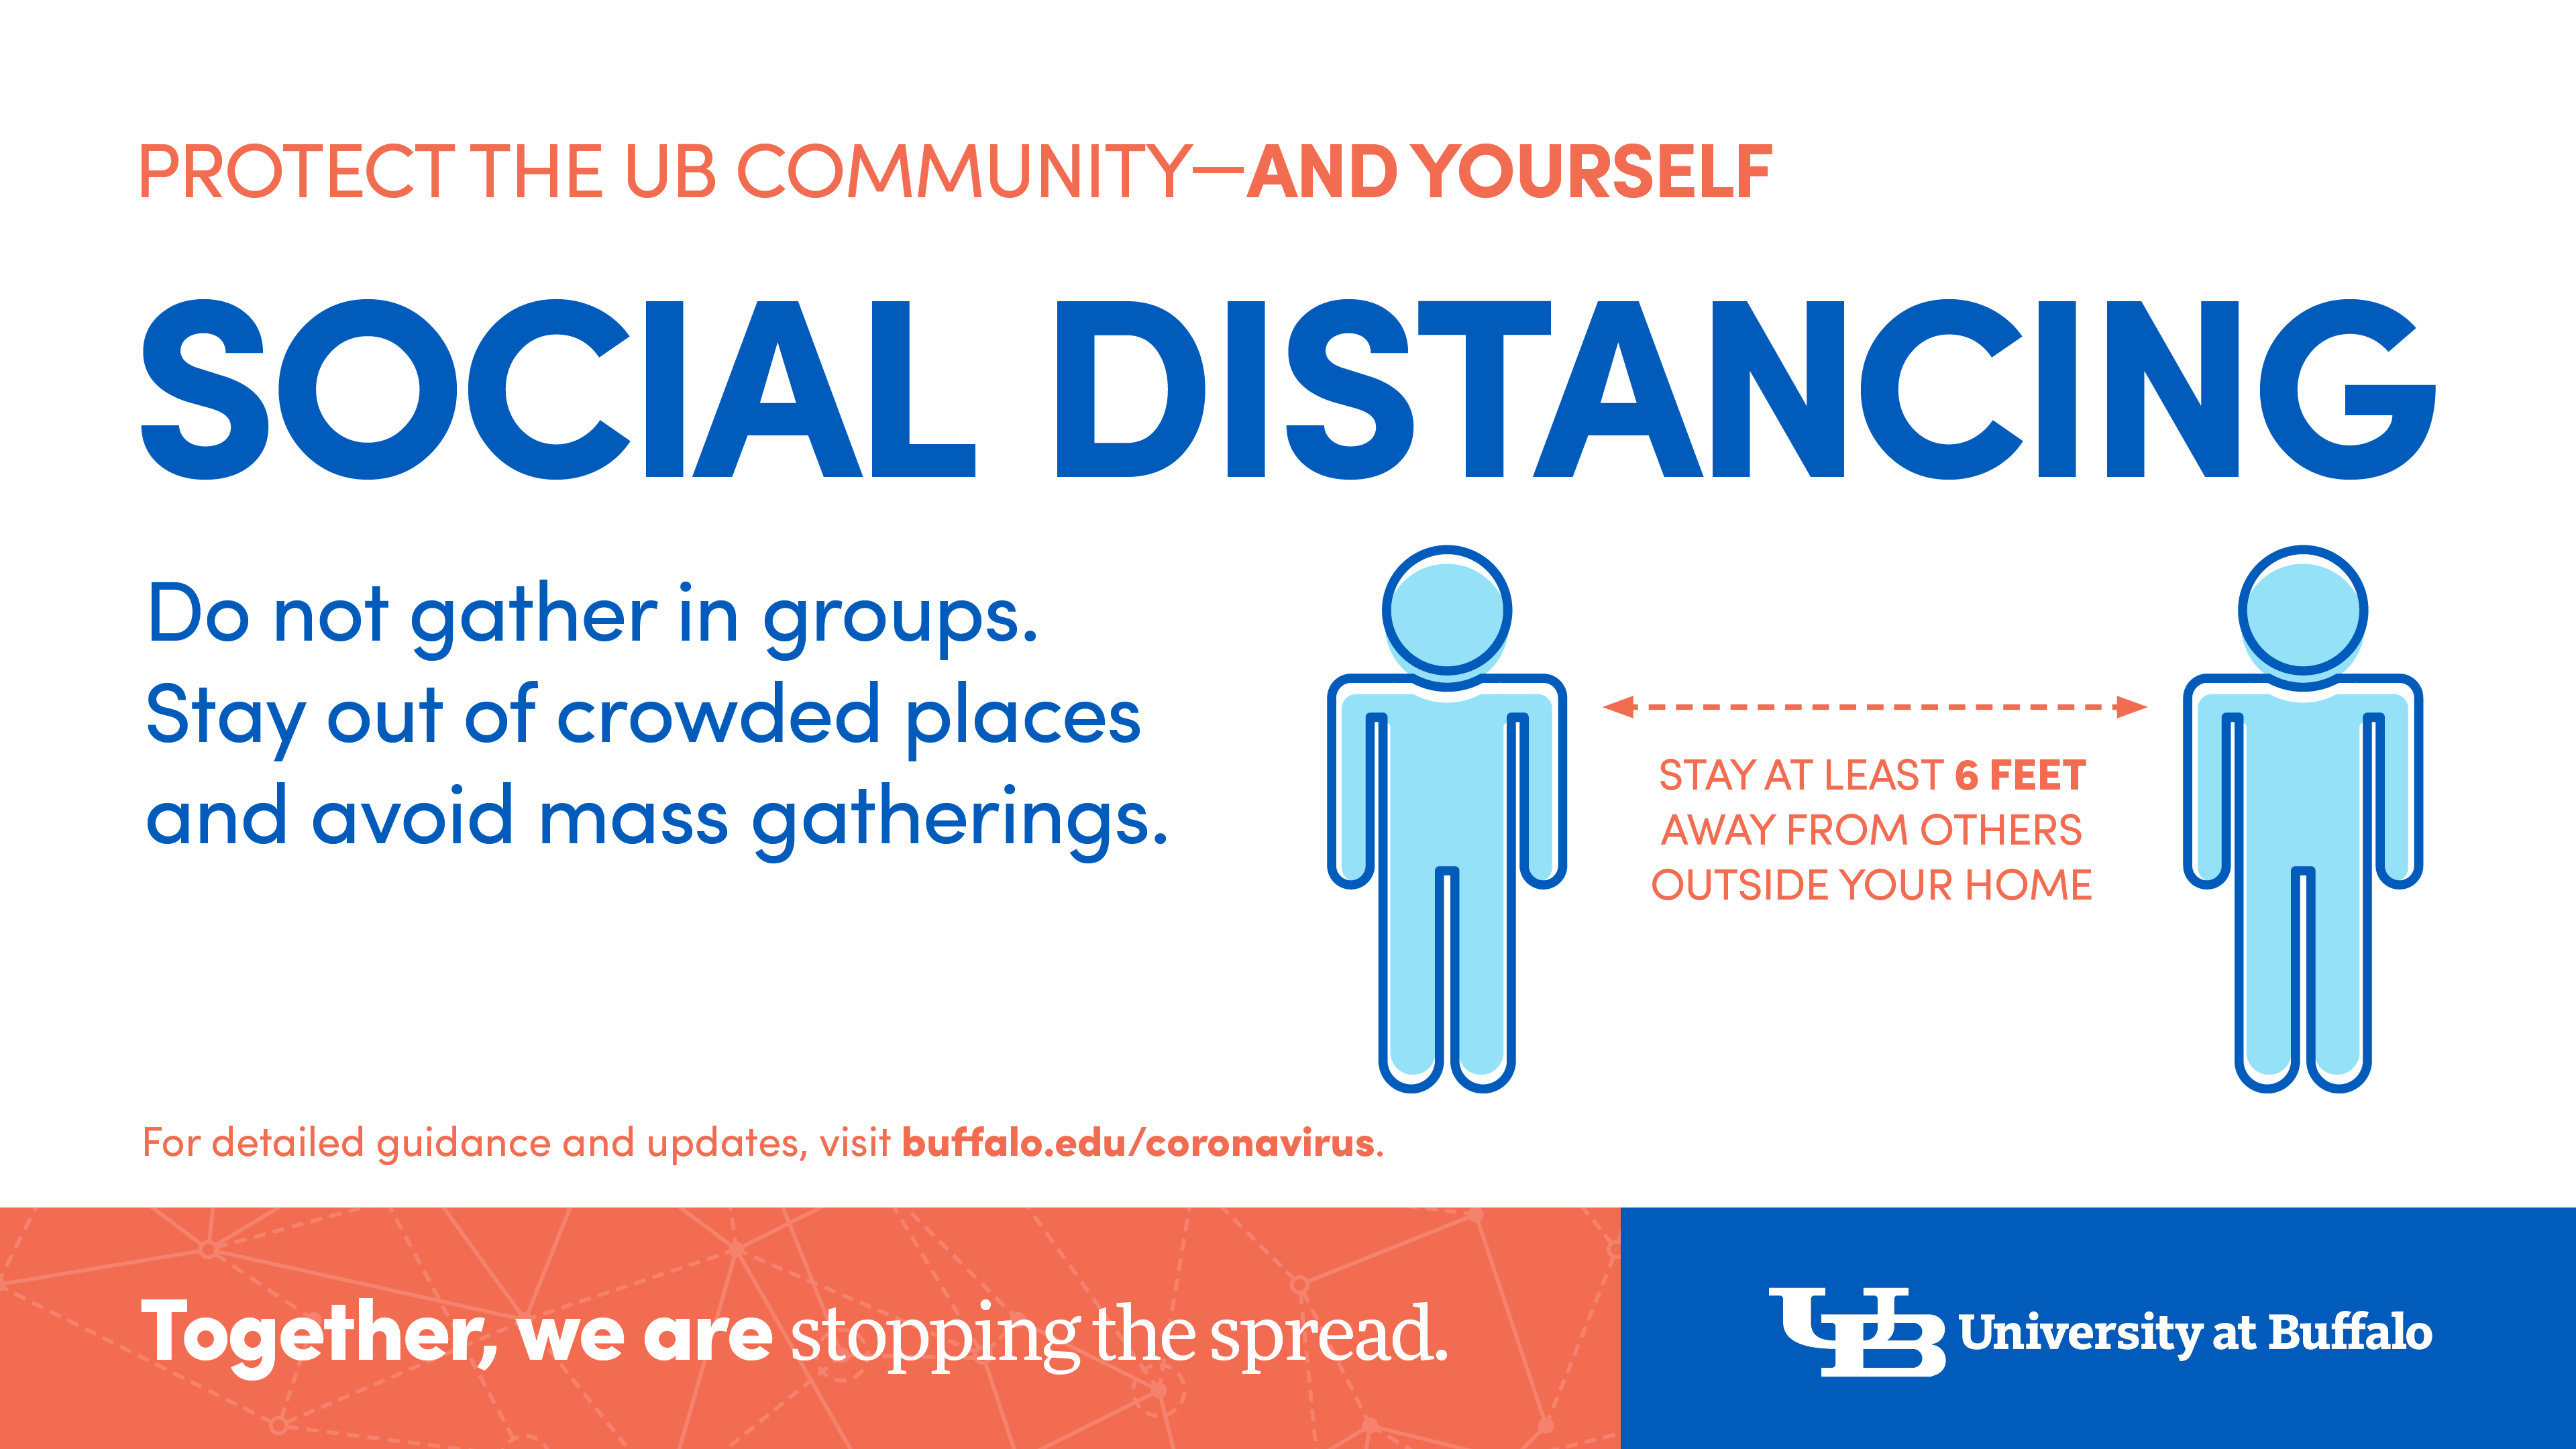 PROTECT THE UB COMMUNITY—AND YOURSELF
SOCIAL DISTANCING
Do not gather in groups.
Stay out of crowded places
and avoid mass gatherings.
STAY AT LEAST 6 FEET
AWAY FROM OTHERS
OUTSIDE YOUR HOME
For detailed guidance and updates, visit buffalo.edu/coronavirus.
Together, we are stopping the spread.
UB University at Buffalo